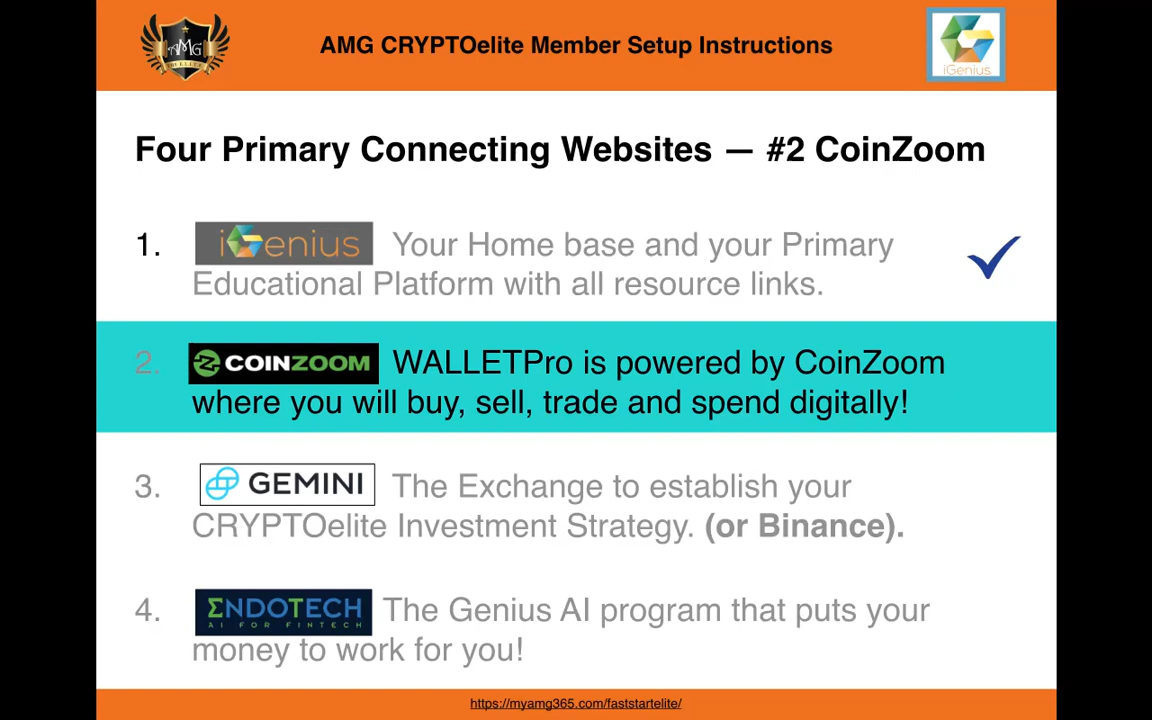 AMG
AMG CRYPTOelite Member Setup Instructions
iGenius
Four Primary Connecting Websites — #2 CoinZoom
1. iGenius Your Home base and your Primary
Educational Platform with all resource links.
2. COINZOOM WALLETPro is powered by CoinZoom
where you will buy, sell, trade and spend digitally!
3. GEMINI The Exchange to establish your
CRYPTOelite Investment Strategy. (or Binance).
4. ΣNDOTECH The Genius AI program that puts your
AI FOR FINTECH
money to work for you!
https://myamg365.com/faststartelite/